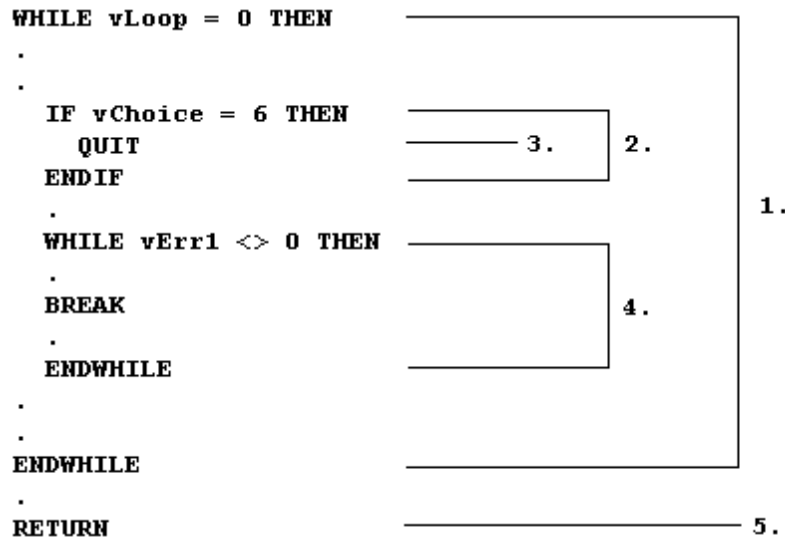 WHILE vLoop = 0 THEN
.
.
IF vChoice = 6 THEN
QUIT 3. 2.
ENDIF
. 1.
WHILE vErr1 <> 0 THEN
.
BREAK 4.
.
ENDWHILE
.
.
ENDWHILE
.
RETURN 5.